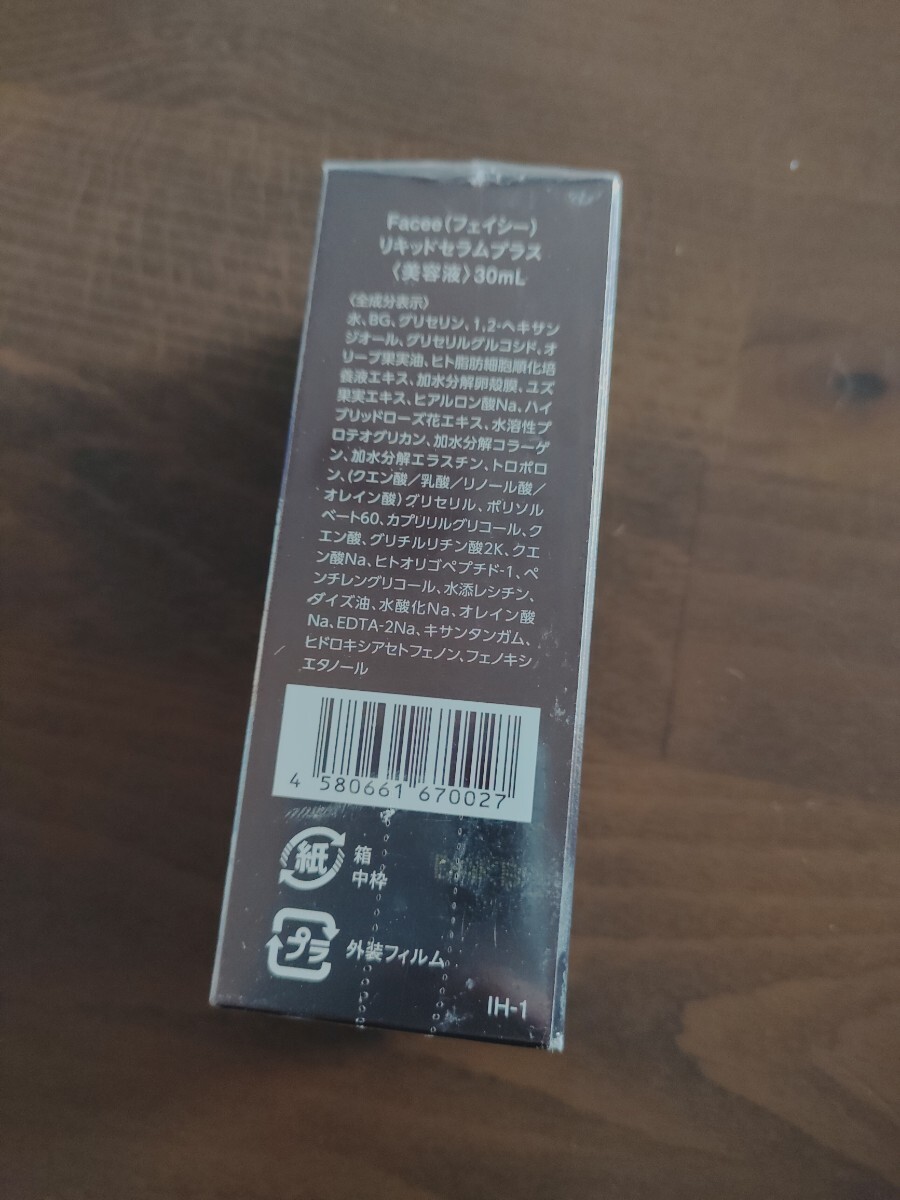 Facee(フェイシー)
リキッドセラムプラス
〈美容液〉30mL
〈全成分表示〉
水、BG、グリセリン、1,2-ヘキサン
ジオール、グリセリルグルコシド、オ
リーブ果実油、ヒト脂肪細胞順化培
養液エキス、加水分解卵殻膜、ユズ
果実エキス、ヒアルロン酸Na、ハイ
ブリッドローズ花エキス、水溶性プ
ロテオグリカン、加水分解コラーゲ
ン、加水分解エラスチン、トロポロ
ン、(クエン酸/乳酸/リノール酸/
オレイン酸)グリセリル、ポリソル
ベート60、カプリリルグリコール、ク
エン酸、グリチルリチン酸2K、クエ
ン酸Na、ヒトオリゴペプチド-1、ペ
ンチレングリコール、水添レシチン、
ダイズ油、水酸化Na、オレイン酸
Na、EDTA-2Na、キサンタンガム、
ヒドロキシアセトフェノン、フェノキシ
エタノール
4 580661 670027
紙 箱
中枠
プラ 外装フィルム
IH-1